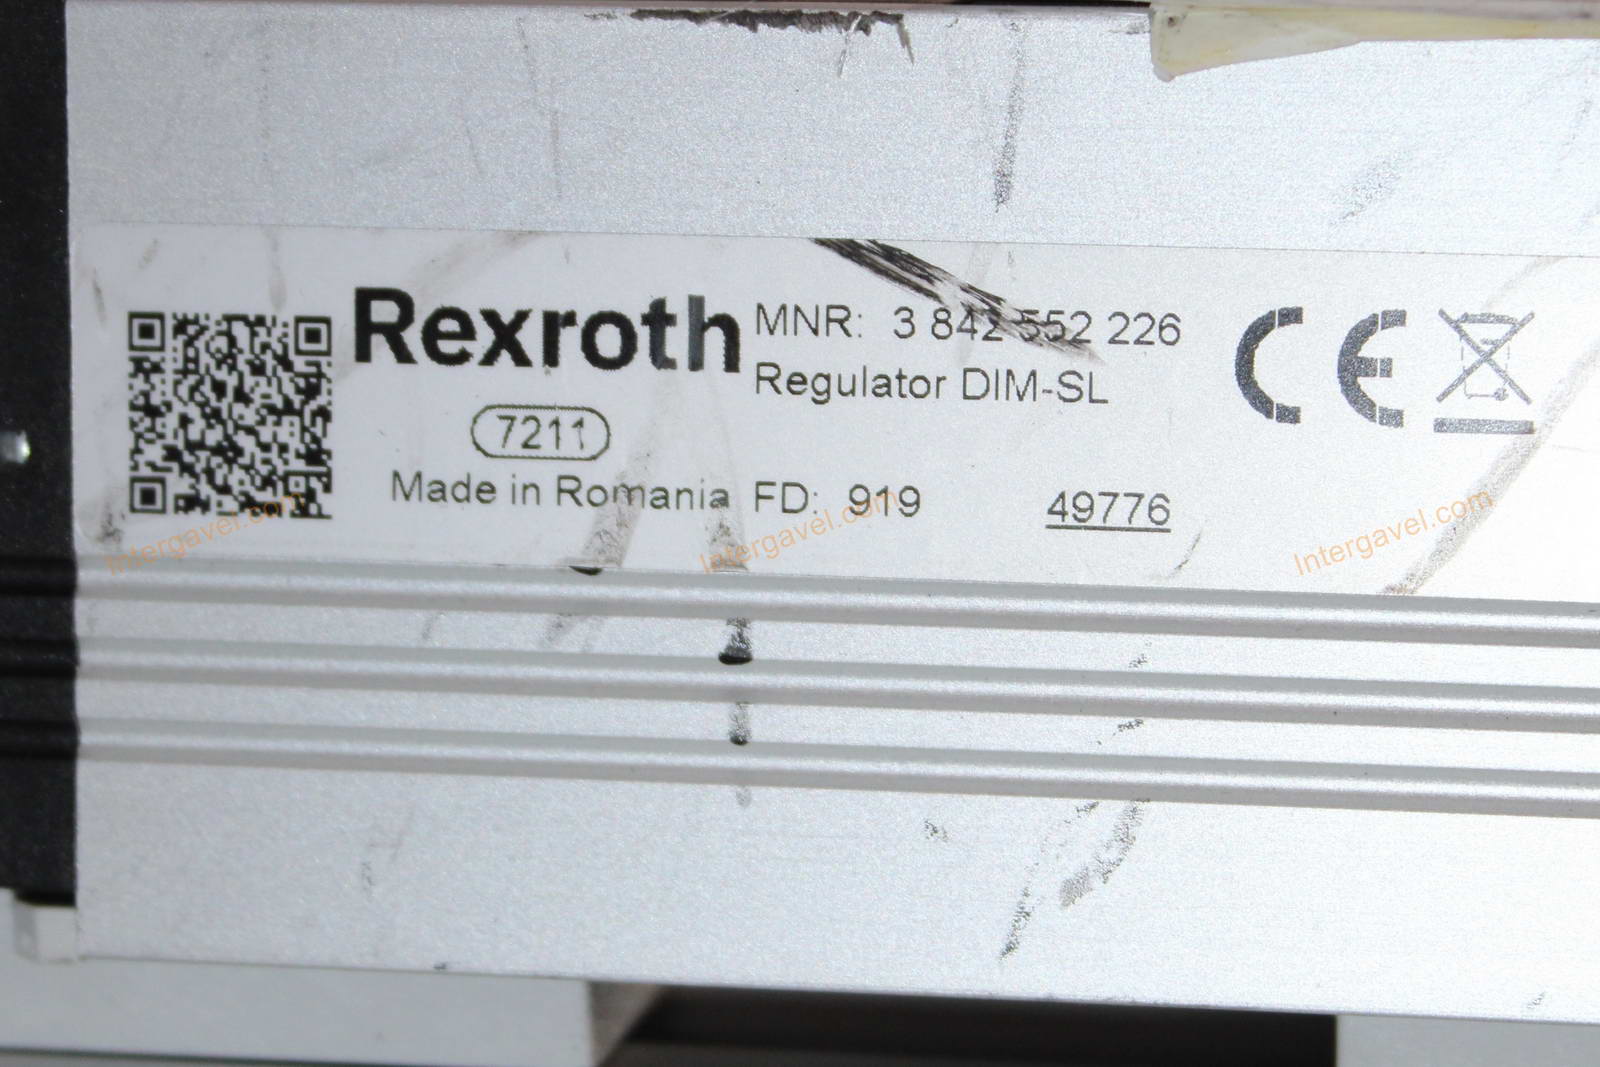 Rexroth
MNR: 3 842 552 226
Regulator DIM-SL
7211
Made in Romania
FD: 919
49776
CE
Intergavel.com
Intergavel.com
Intergavel.com